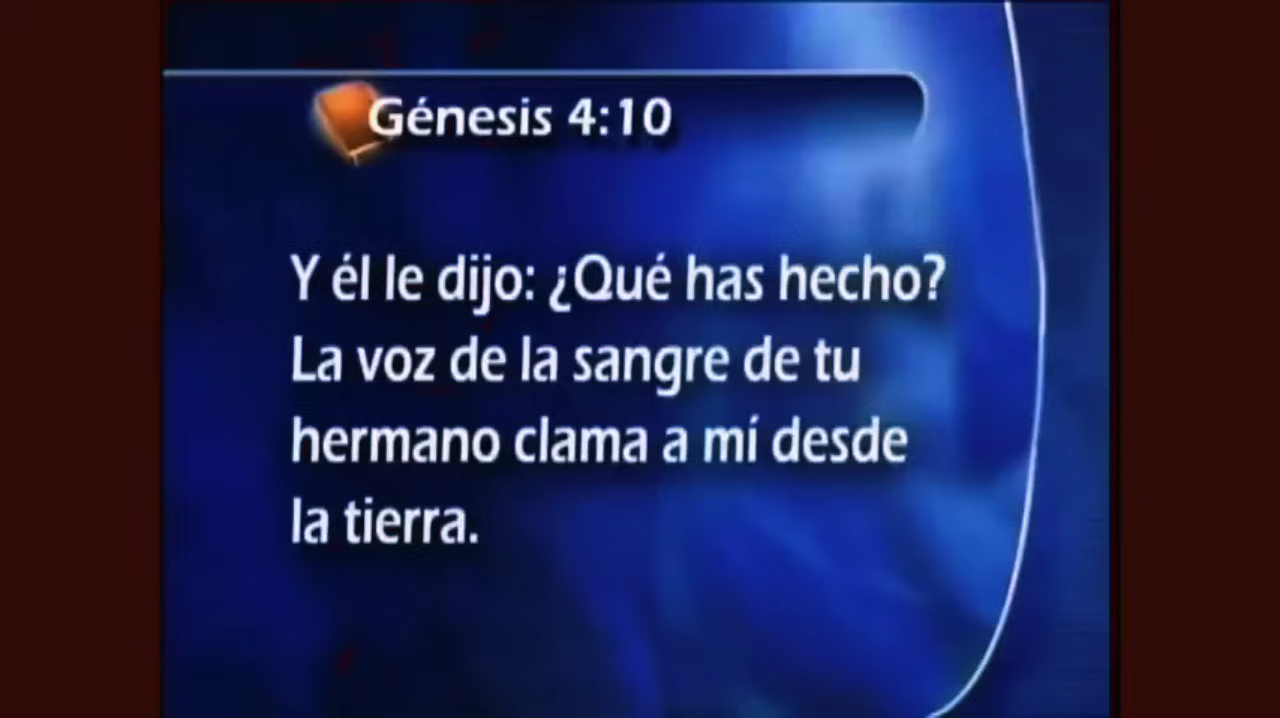 Génesis 4:10
Y él le dijo: ¿Qué has hecho?
La voz de la sangre de tu
hermano clama a mí desde
la tierra.